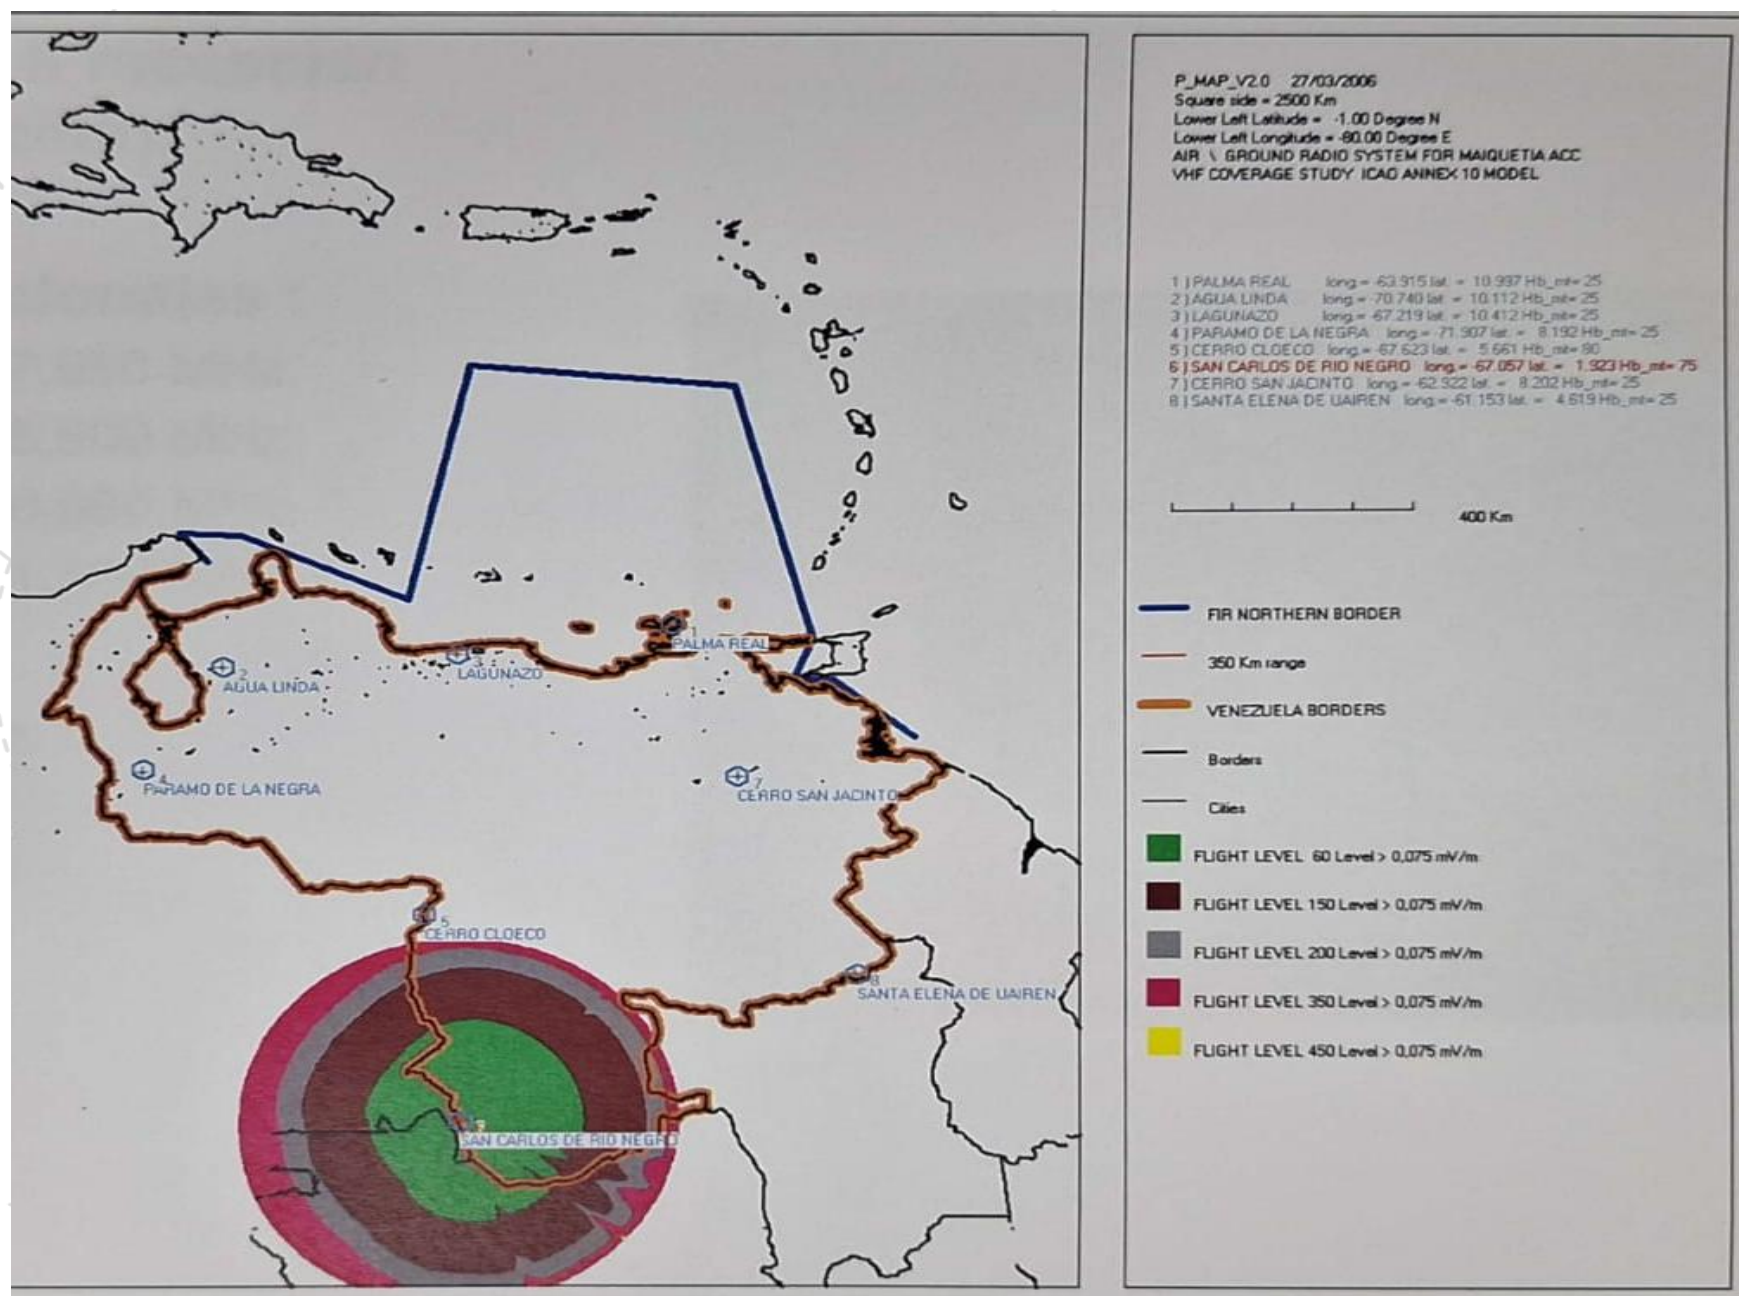 P_MAP_V2.0 27/03/2006
Square side = 2500 Km
Lower Left Latitude = -1.00 Degree N
Lower Left Longitude = -80.00 Degree E
AIR \ GROUND RADIO SYSTEM FOR MAIQUETIA ACC
VHF COVERAGE STUDY ICAO ANNEX 10 MODEL
1 ) PALMA REAL long.= -63.915 lat. = 10.997 Hb_mt= 25
2 ) AGUA LINDA long.= -70.740 lat. = 10.112 Hb_mt= 25
3 ) LAGUNAZO long.= -67.219 lat. = 10.412 Hb_mt= 25
4 ) PARAMO DE LA NEGRA long.= -71.907 lat. = 8.192 Hb_mt= 25
5 ) CERRO CLOECO long.= -67.623 lat. = 5.661 Hb_mt= 80
6 ) SAN CARLOS DE RIO NEGRO long.= -67.057 lat. = 1.923 Hb_mt= 75
7 ) CERRO SAN JACINTO long.= -62.922 lat. = 8.202 Hb_mt= 25
8 ) SANTA ELENA DE UAIREN long.= -61.153 lat. = 4.619 Hb_mt= 25
400 Km
FIR NORTHERN BORDER
350 Km range
VENEZUELA BORDERS
Borders
Cities
FLIGHT LEVEL 60 Level > 0,075 mV/m
FLIGHT LEVEL 150 Level > 0,075 mV/m
FLIGHT LEVEL 200 Level > 0,075 mV/m
FLIGHT LEVEL 350 Level > 0,075 mV/m
FLIGHT LEVEL 450 Level > 0,075 mV/m
1
PALMA REAL
2
AGUA LINDA
3
LAGUNAZO
4
PARAMO DE LA NEGRA
7
CERRO SAN JACINTO
5
CERRO CLOECO
8
SANTA ELENA DE UAIREN
SAN CARLOS DE RIO NEGRO